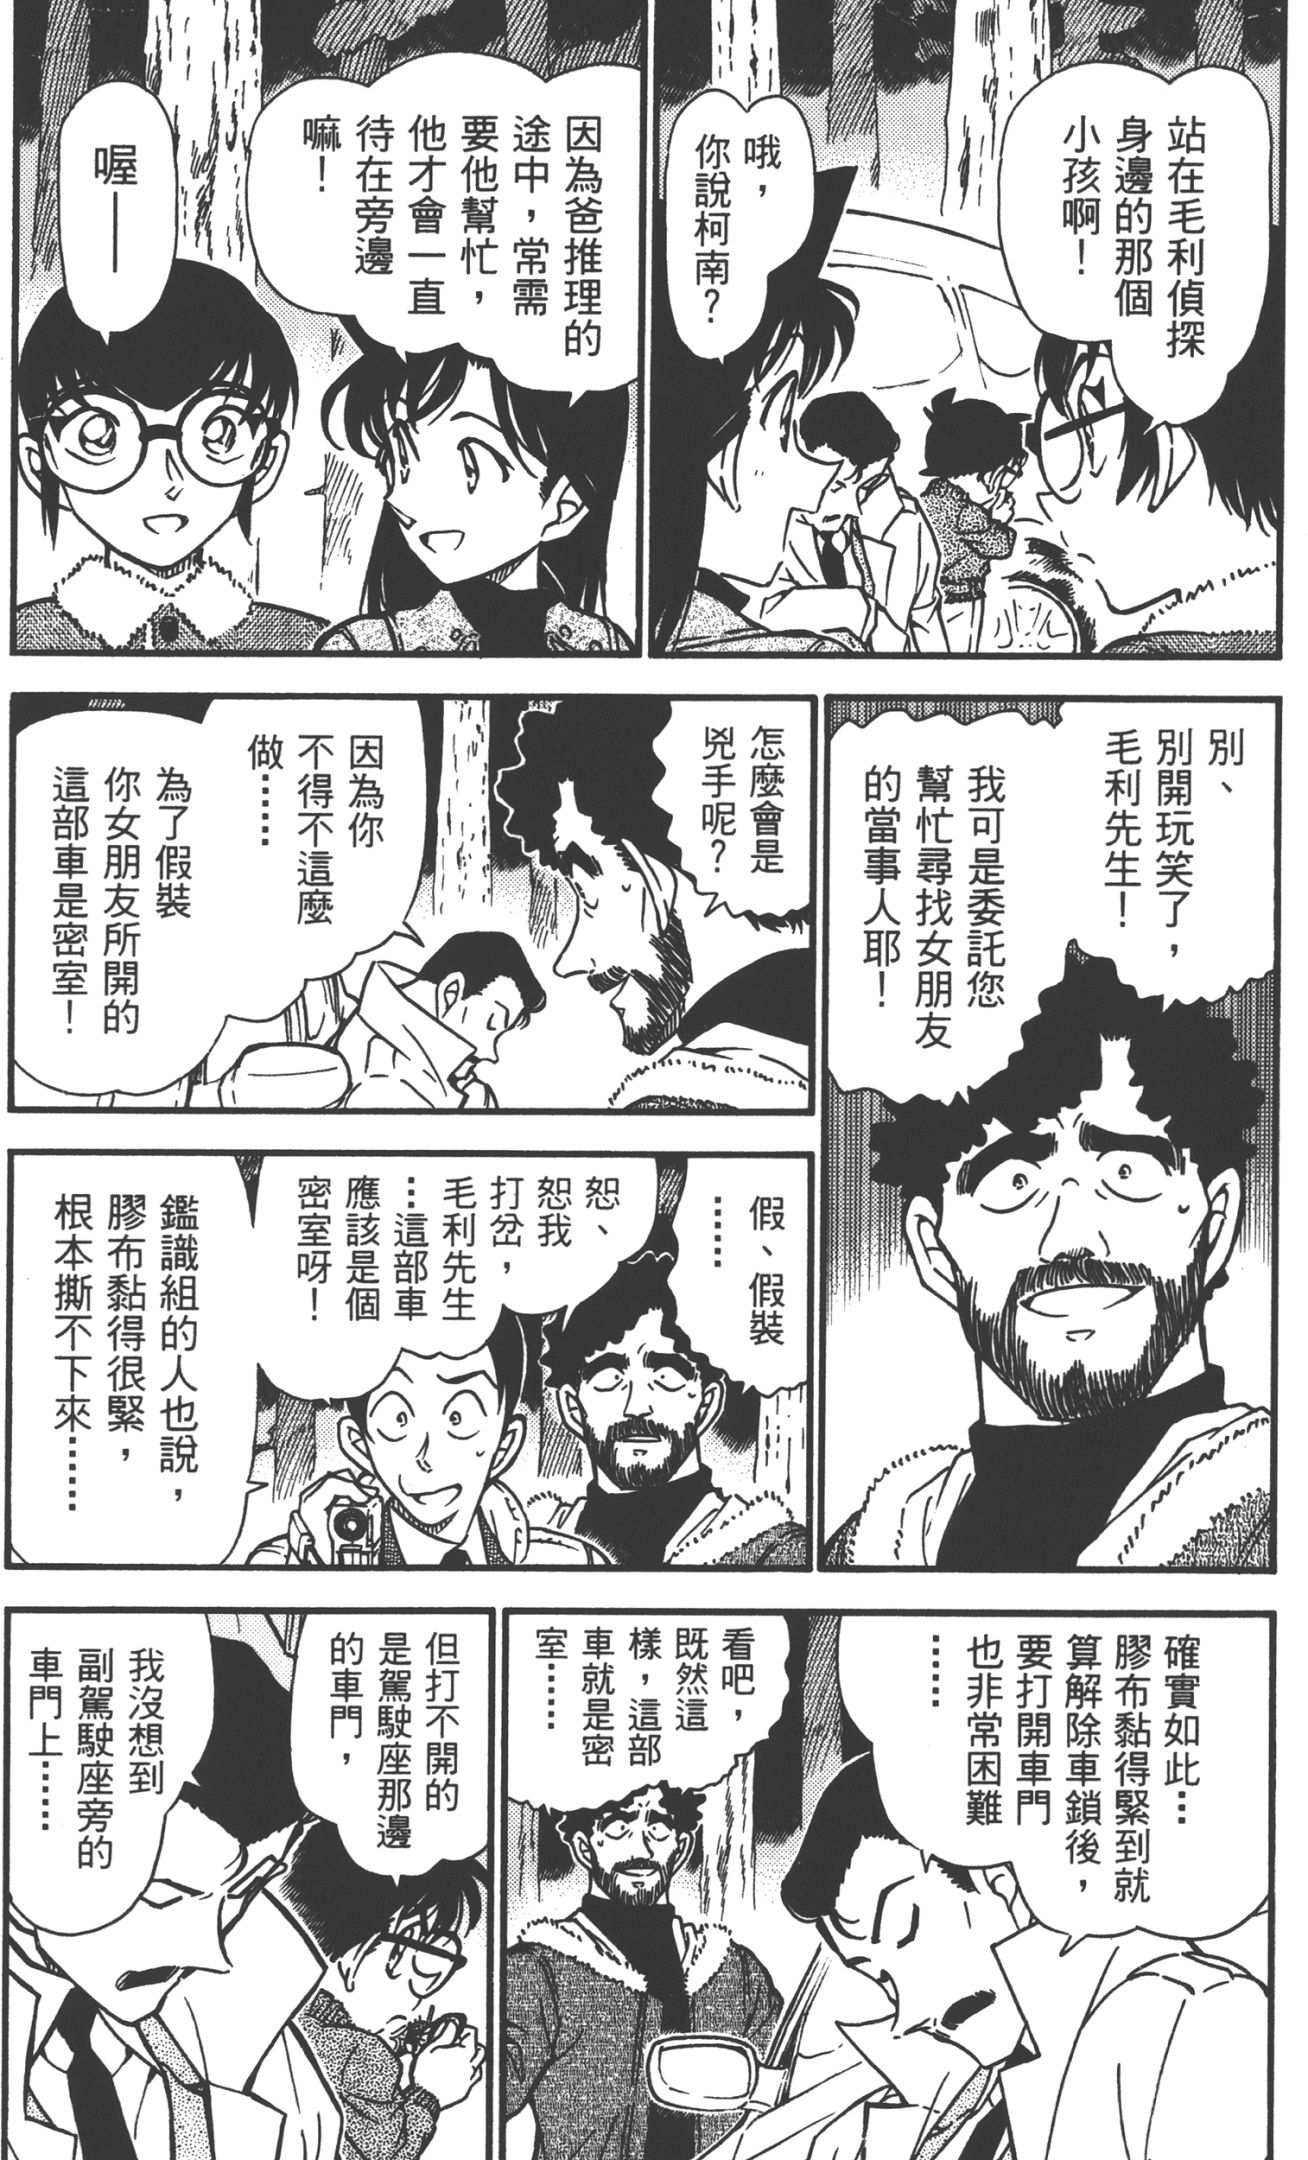 站在毛利偵探
身邊的那個
小孩啊！
哦，
你說柯南？
因為爸推理的
途中，常需
要他幫忙，
他才會一直
待在旁邊
嘛！
喔——
別、
別開玩笑了，
毛利先生！
我可是委託您
幫忙尋找女朋友
的當事人耶！
怎麼會是
兇手呢？
因為你
不得不這麼
做……
為了假裝
你女朋友所開的
這部車是密室！
假、假裝
……
恕、
恕我
打岔，
毛利先生
…這部車
應該是個
密室呀！
鑑識組的人也說，
膠布黏得很緊，
根本撕不下來……
確實如此…
膠布黏得緊到就
算解除車鎖後，
要打開車門
也非常困難
……
看吧，
既然這
樣，這部
車就是密
室……
但打不開的
是駕駛座那邊
的車門，
我沒想到
副駕駛座旁的
車門上……